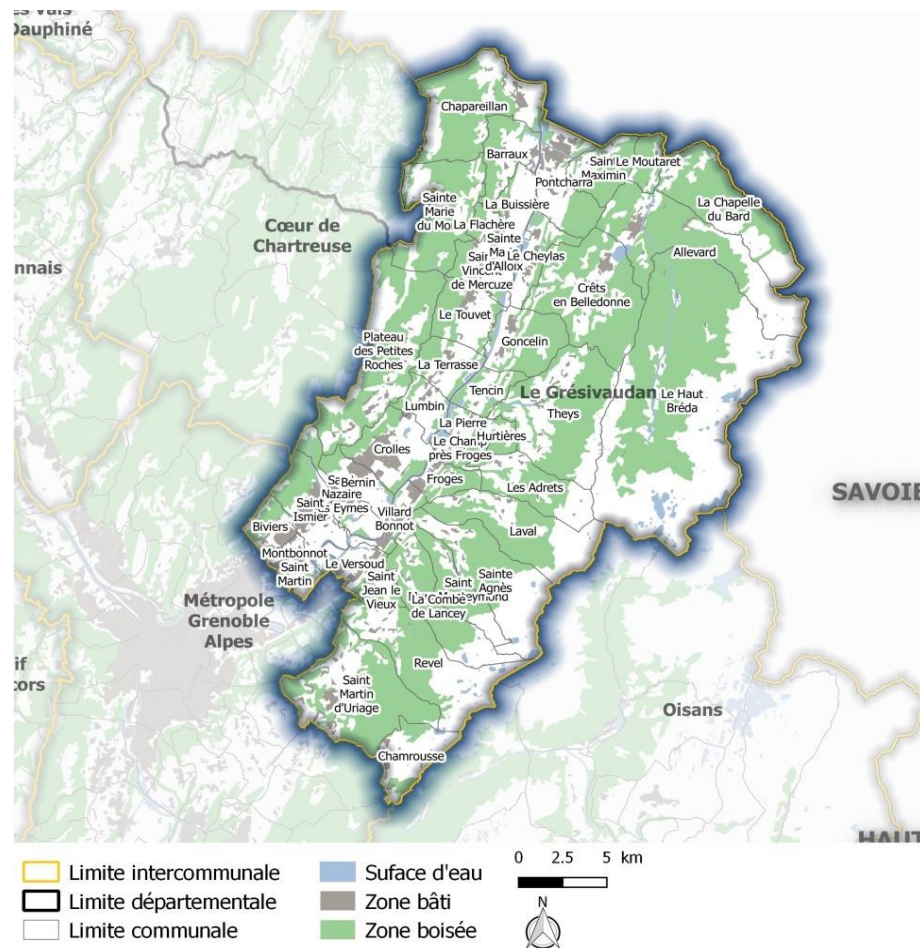 Dauphiné
Chapareillan
Barraux
Le Moutaret
Maximin
Pontcharra
La Chapelle
du Bard
Sainte
Marie
La Buissière
Cœur de
Chartreuse
La Flachère
Sainte
d'Alloix
Le Cheylas
Allevard
de Mercuze
Crêts
en Belledonne
Le Touvet
Plateau
des Petites
Roches
Goncelin
La Terrasse
Tencin
Le Grésivaudan
Le Haut
Bréda
Lumbin
Theys
La Pierre
Hurtières
près Froges
Crolles
Froges
Les Adrets
SAVOIE
Bernin
Nazaire
Eymes
Saint
Ismier
Villard
Bonnot
Biviers
Laval
Montbonnot
Saint
Martin
Le Versoud
Saint
Jean le
Vieux
Saint
Sainte
Agnès
La Combe
de Lancey
Métropole
Grenoble
Alpes
Revel
Saint
Martin
d'Uriage
Oisans
Chamrousse
Limite intercommunale
Limite départementale
Limite communale
Suface d'eau
Zone bâti
Zone boisée
0 2.5 5 km
N